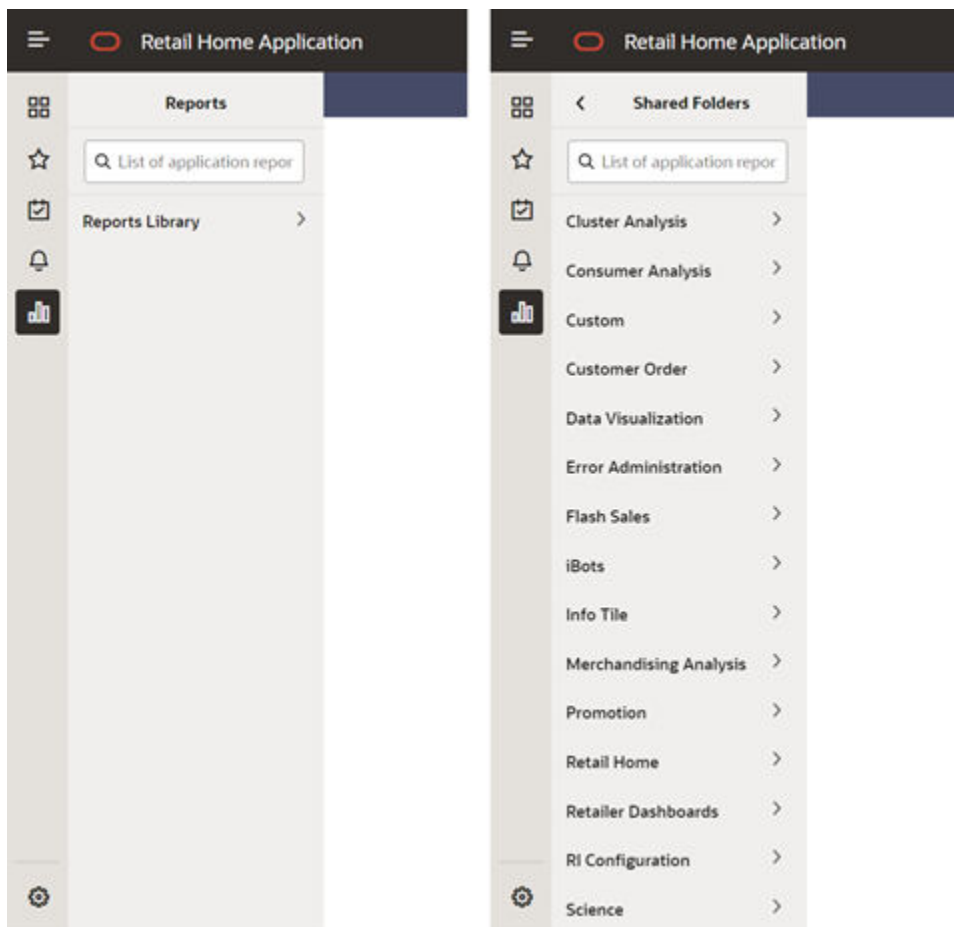 Retail Home Application
Reports
List of application repor
Reports Library
Retail Home Application
Shared Folders
List of application repor
Cluster Analysis
Consumer Analysis
Custom
Customer Order
Data Visualization
Error Administration
Flash Sales
iBots
Info Tile
Merchandising Analysis
Promotion
Retail Home
Retailer Dashboards
RI Configuration
Science